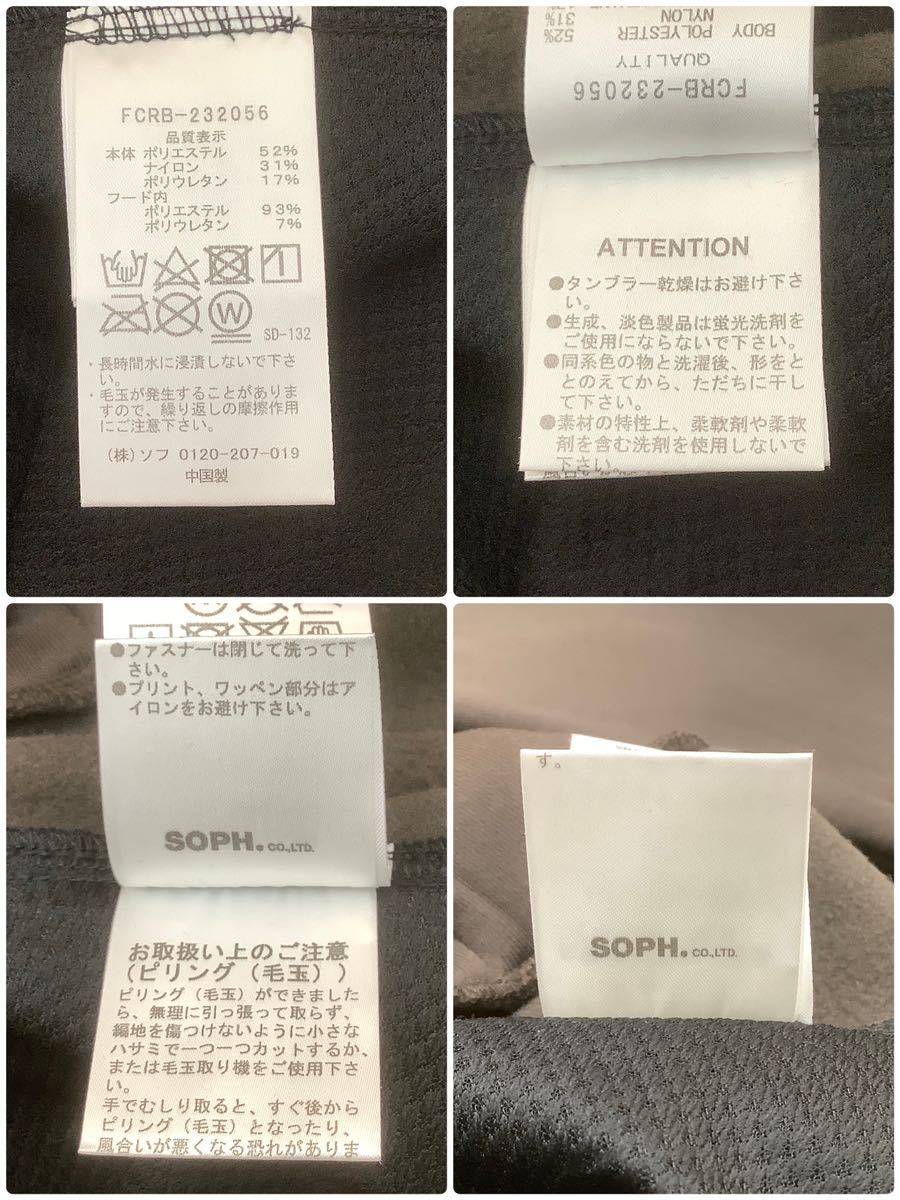 FCRB-232056
品質表示
本体 ポリエステル 52%
ナイロン 31%
ポリウレタン 17%
フード内
ポリエステル 93%
ポリウレタン 7%
W
SD-132
・長時間水に浸漬しないで下さ
い。
・毛玉が発生することがありま
すので、繰り返しの摩擦作用
にご注意下さい。
(株)ソフ 0120-207-019
中国製
FCRB-232056
QUALITY
BODY POLYESTER 52%
NYLON 31%
ATTENTION
●タンブラー乾燥はお避け下さ
い。
●生成、淡色製品は蛍光洗剤を
ご使用にならないで下さい。
●同系色の物と洗濯後、形をと
とのえてから、ただちに干し
て下さい。
●素材の特性上、柔軟剤や柔軟
剤を含む洗剤を使用しないで
下さい。
●ファスナーは閉じて洗って下
さい。
●プリント、ワッペン部分はア
イロンをお避け下さい。
SOPH. CO.,LTD.
お取扱い上のご注意
(ピリング(毛玉))
ピリング(毛玉)ができました
ら、無理に引っ張って取らず、
編地を傷つけないように小さな
ハサミで一つ一つカットするか、
または毛玉取り機をご使用下さ
い。
手でむしり取ると、すぐ後から
ピリング(毛玉)となったり、
風合いが悪くなる恐れがありま
す。
SOPH. CO.,LTD.